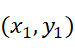 (x₁, y₁)